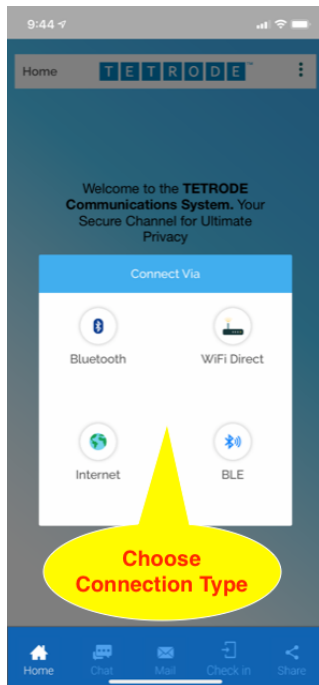 9:44
Home TETRODE™
Welcome to the TETRODE
Communications System. Your
Secure Channel for Ultimate
Privacy
Connect Via
Bluetooth WiFi Direct
Internet BLE
Choose
Connection Type
Home Chat Mail Check in Share